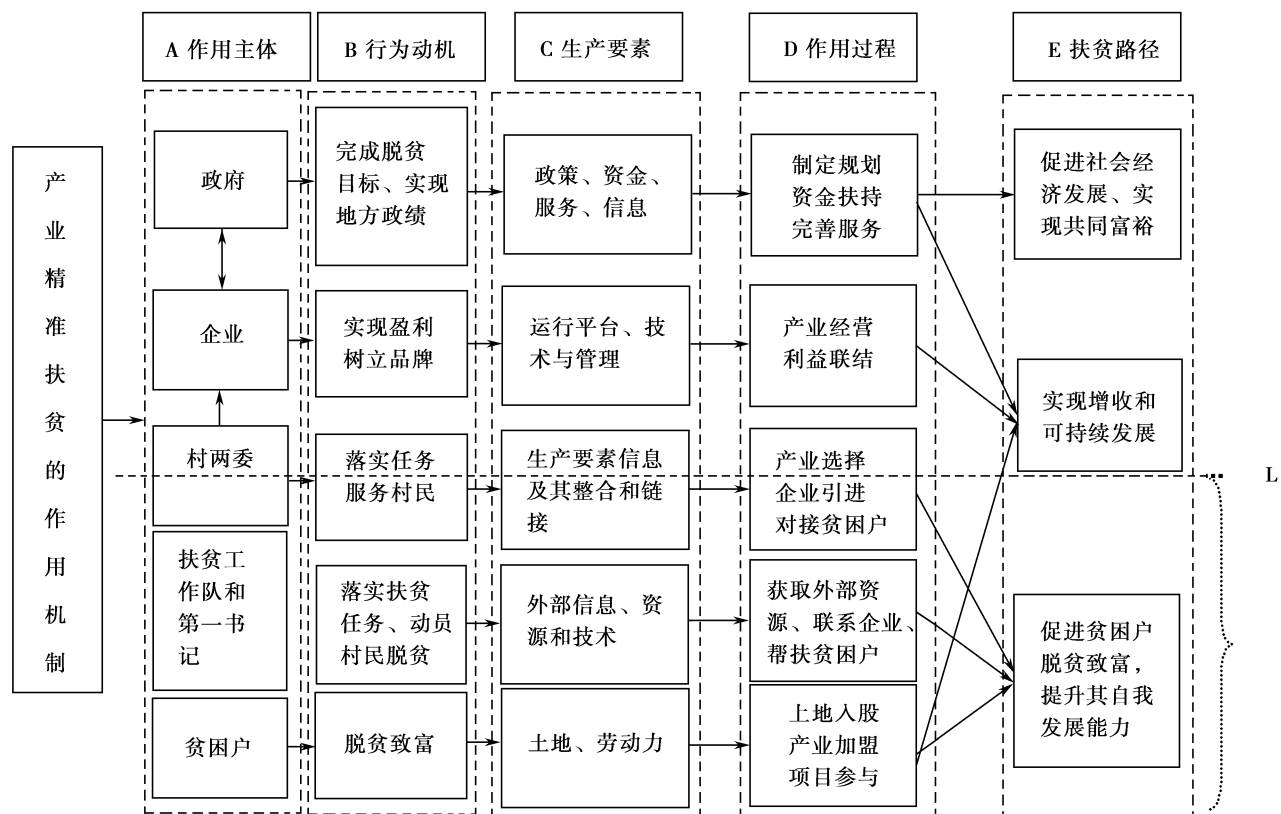 A 作用主体
B 行为动机
C 生产要素
D 作用过程
E 扶贫路径
产
业
精
准
扶
贫
的
作
用
机
制
政府
完成脱贫
目标、实现
地方政绩
政策、资金、
服务、信息
制定规划
资金扶持
完善服务
促进社会经
济发展、实
现共同富裕
企业
实现盈利
树立品牌
运行平台、技
术与管理
产业经营
利益联结
实现增收和
可持续发展
村两委
落实任务
服务村民
生产要素信息
及其整合和链
接
产业选择
企业引进
对接贫困户
L
扶贫工
作队和
第一书
记
落实扶贫
任务、动员
村民脱贫
外部信息、资
源和技术
获取外部资
源、联系企业、
帮扶贫困户
促进贫困户
脱贫致富，
提升其自我
发展能力
贫困户
脱贫致富
土地、劳动力
土地入股
产业加盟
项目参与